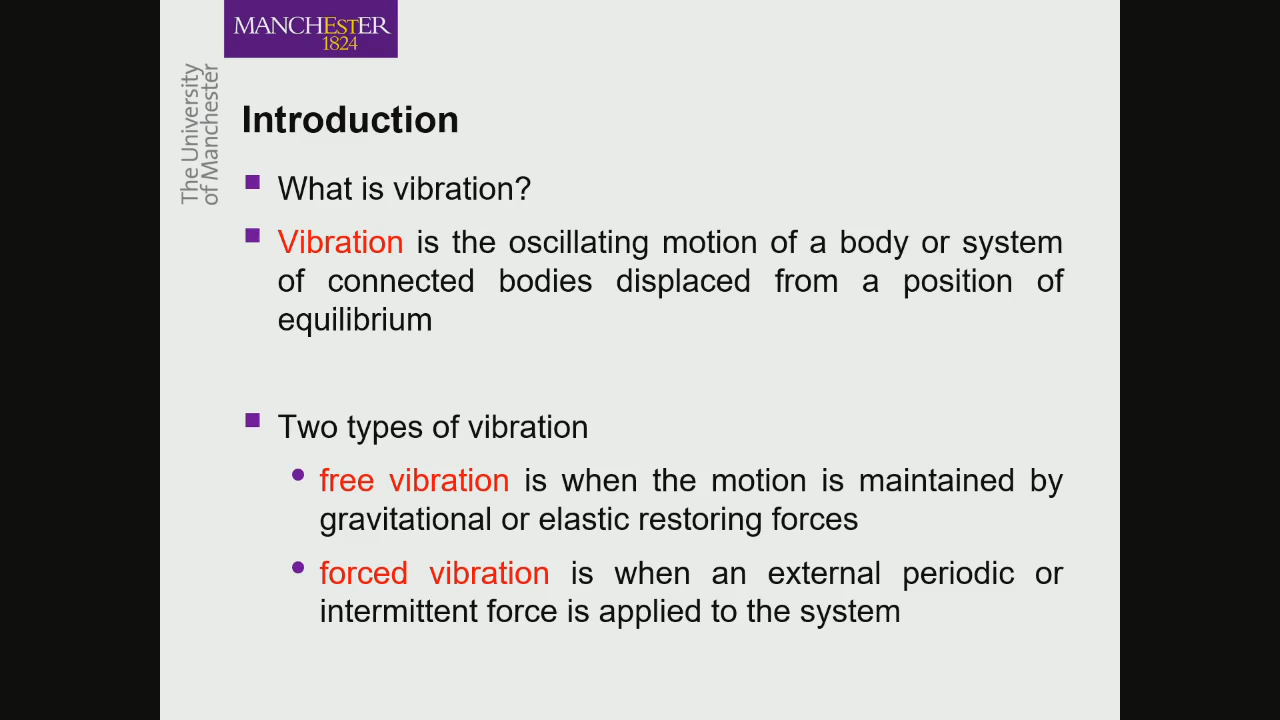 MANCHESTER
1824
The University
of Manchester
Introduction
What is vibration?
Vibration is the oscillating motion of a body or system
of connected bodies displaced from a position of
equilibrium
Two types of vibration
free vibration is when the motion is maintained by
gravitational or elastic restoring forces
forced vibration is when an external periodic or
intermittent force is applied to the system